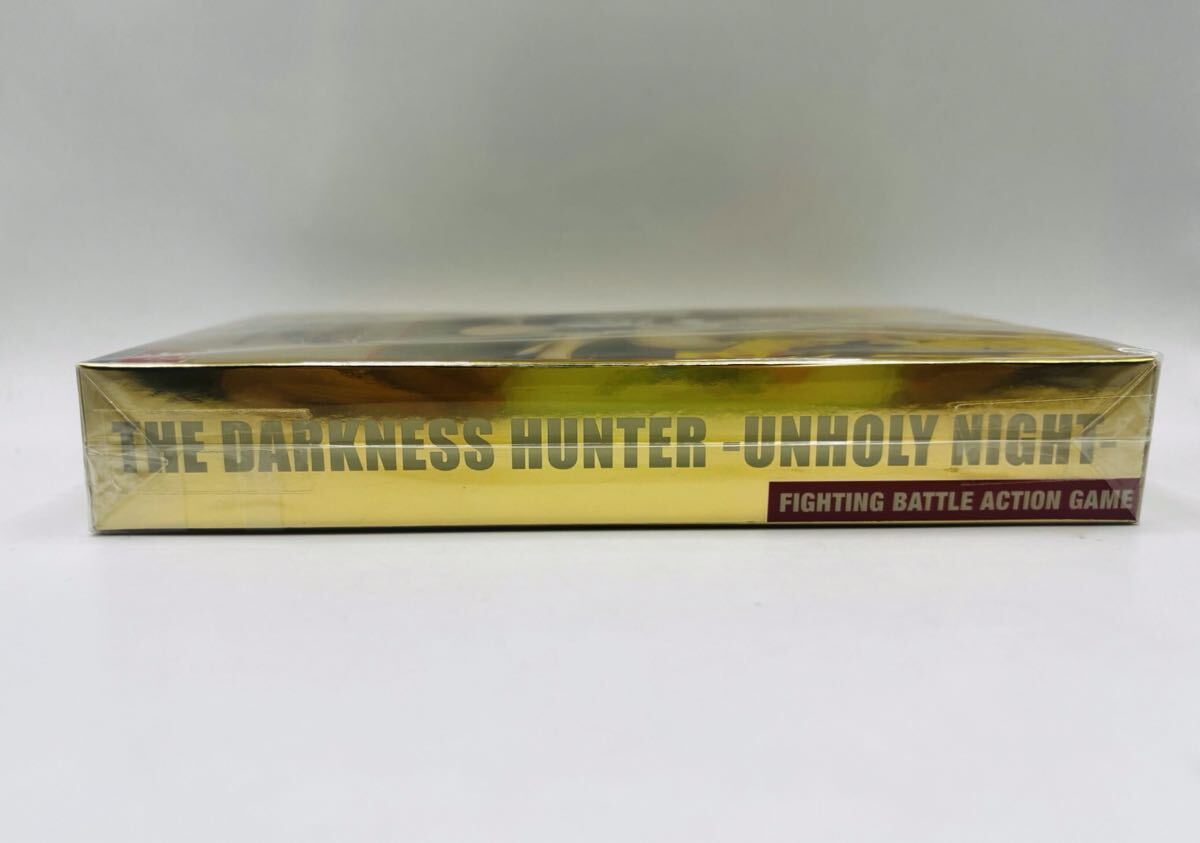 THE DARKNESS HUNTER -UNHOLY NIGHT-
FIGHTING BATTLE ACTION GAME